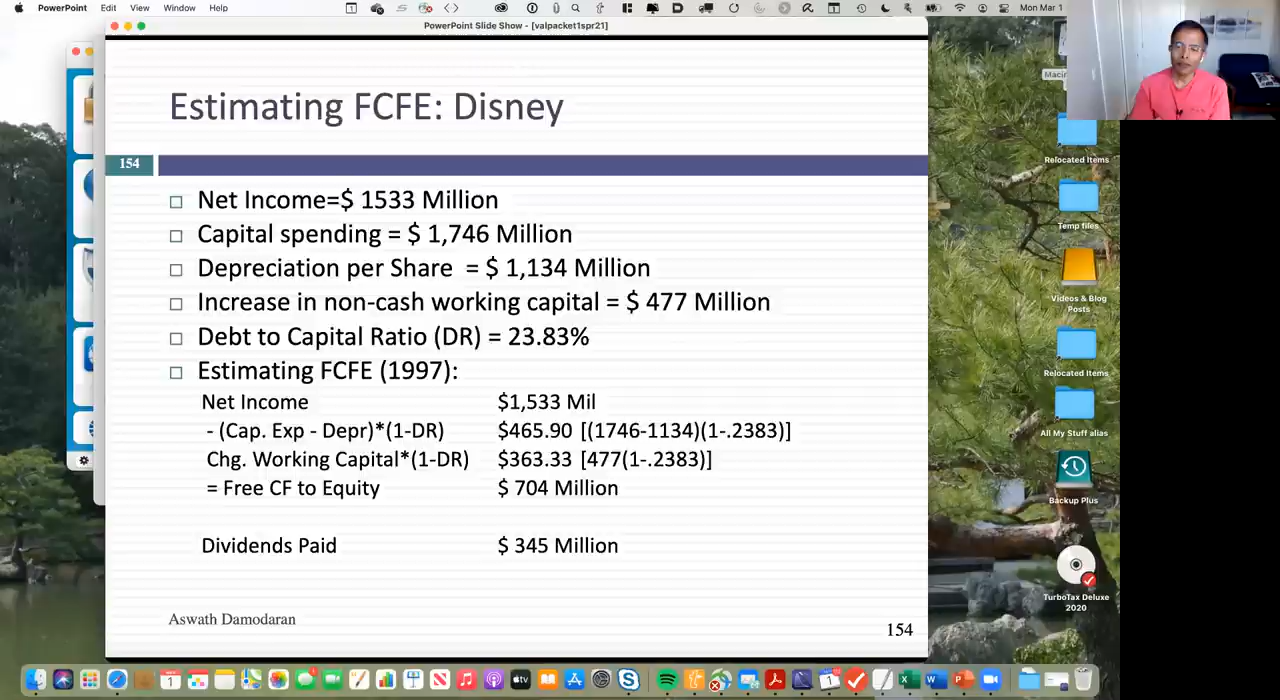 PowerPoint Edit View Window Help
Mon Mar 1
PowerPoint Slide Show - [valpacket1spr21]
Estimating FCFE: Disney
154
Net Income=$ 1533 Million
Capital spending = $ 1,746 Million
Depreciation per Share = $ 1,134 Million
Increase in non-cash working capital = $ 477 Million
Debt to Capital Ratio (DR) = 23.83%
Estimating FCFE (1997):
Net Income $1,533 Mil
- (Cap. Exp - Depr)*(1-DR) $465.90 [(1746-1134)(1-.2383)]
Chg. Working Capital*(1-DR) $363.33 [477(1-.2383)]
= Free CF to Equity $ 704 Million
Dividends Paid $ 345 Million
Aswath Damodaran
154
Relocated Items
Temp files
Videos & Blog
Posts
Relocated Items
All My Stuff alias
Backup Plus
TurboTax Deluxe
2020